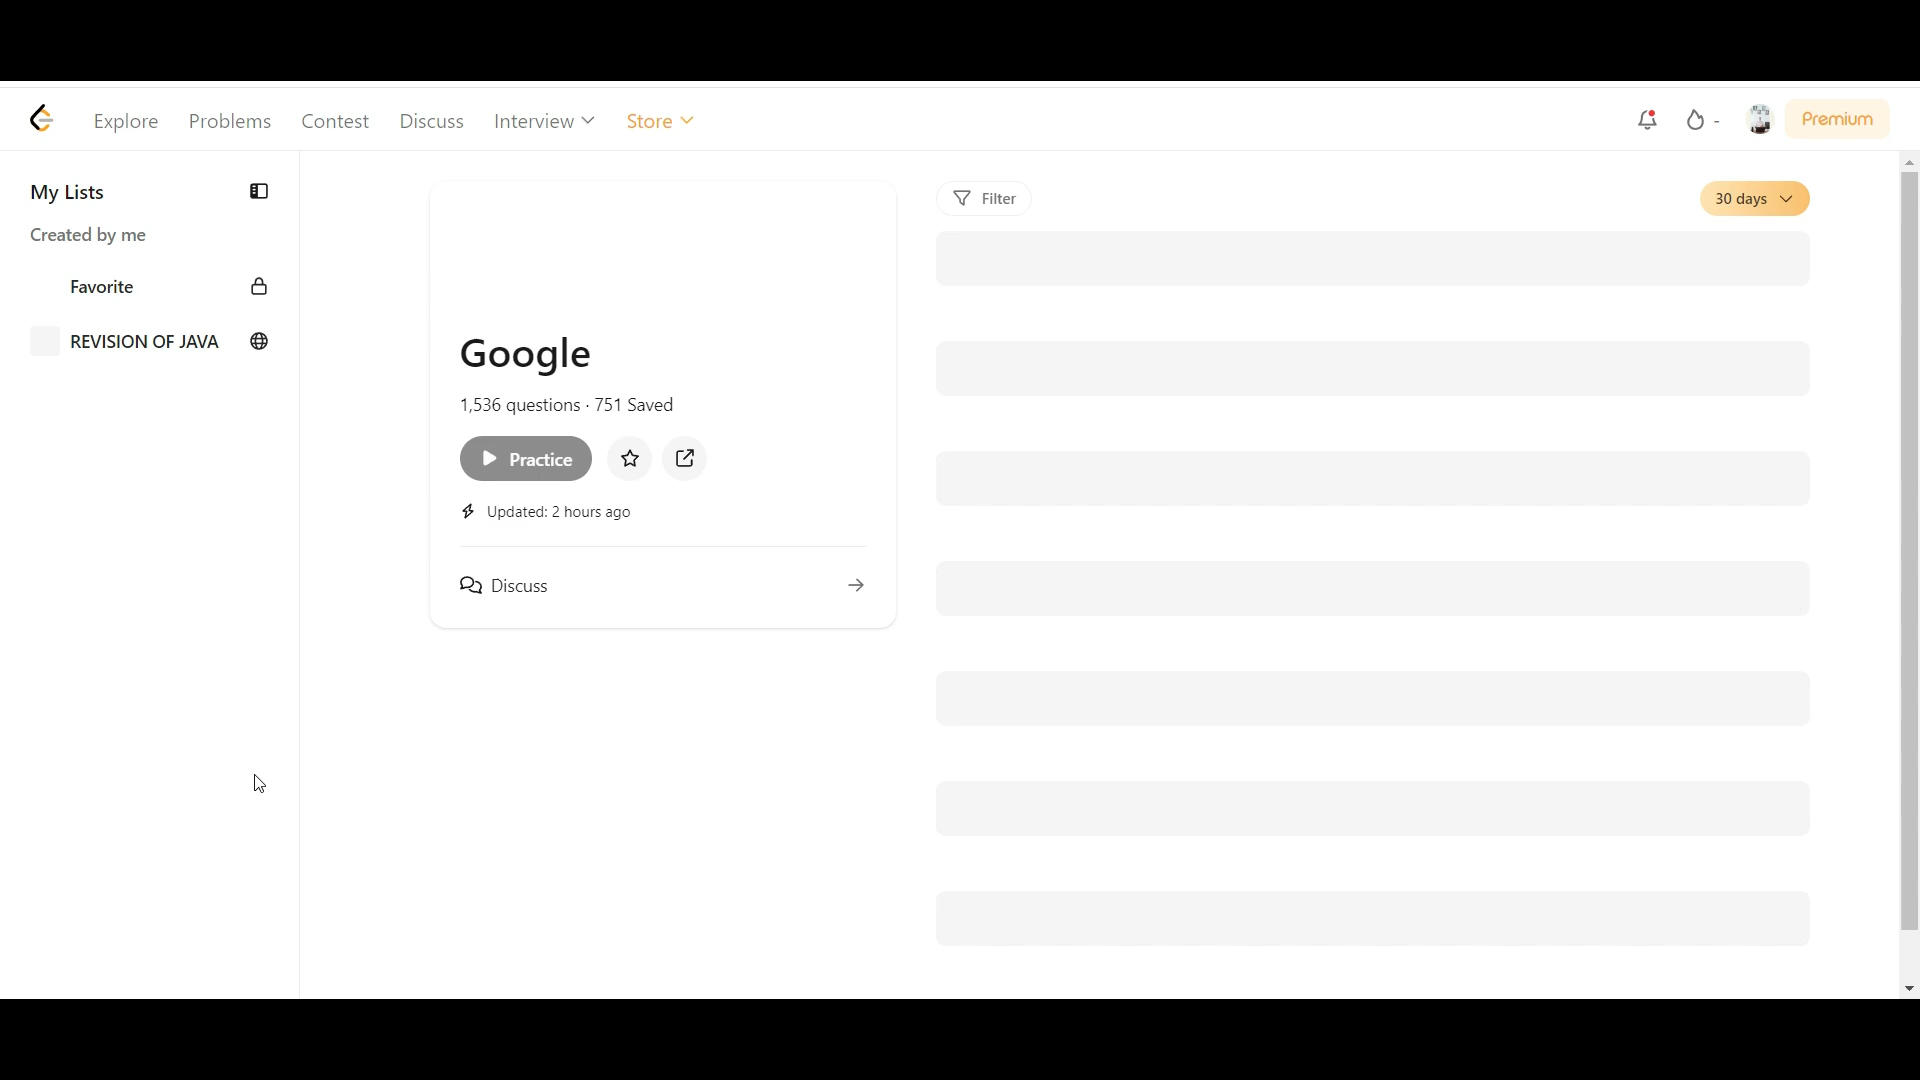 Explore Problems Contest Discuss Interview Store - Premium
My Lists
Created by me
Favorite
REVISION OF JAVA
Google
1,536 questions · 751 Saved
Practice
Updated: 2 hours ago
Discuss
Filter
30 days